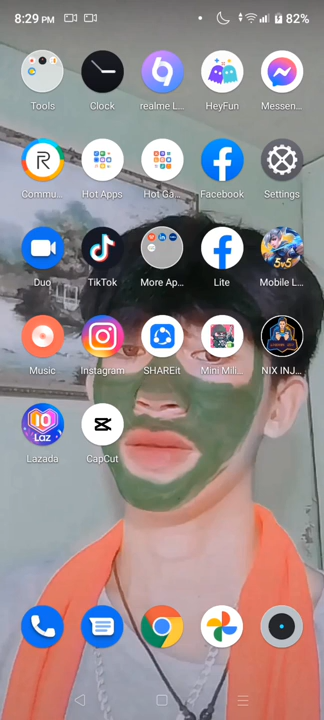 8:29 PM 82%
Tools Clock realme L... HeyFun Messen...
Commu... Hot Apps Hot Ga... Facebook Settings
Duo TikTok More Ap... Lite Mobile L...
Music Instagram SHAREit Mini Mili... NIX INJ...
Lazada CapCut